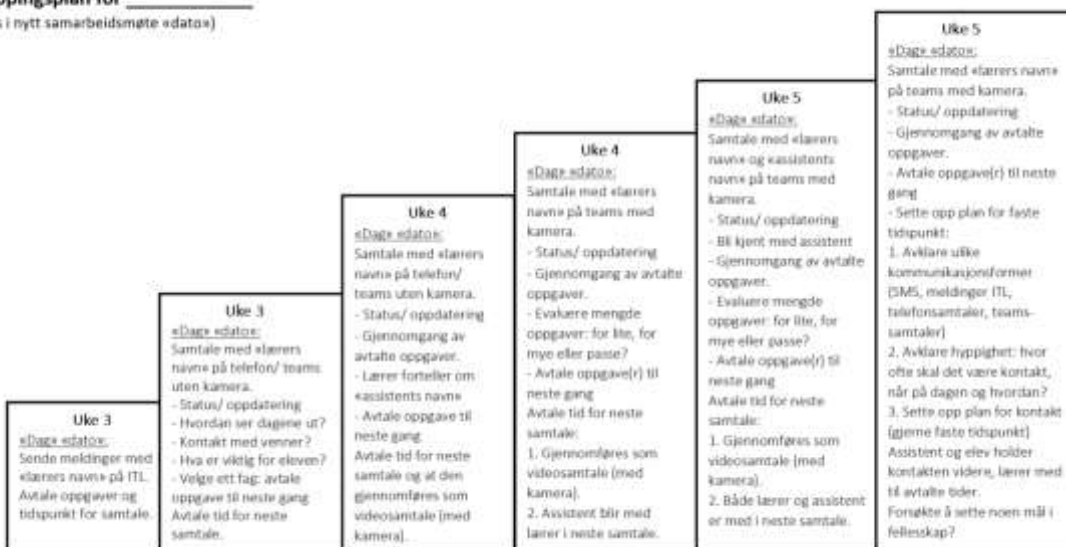 ppingsplan for ____________
s i nytt samarbeidsmøte «dato»)
Uke 3
«Dag» «dato»:
Sende meldinger med
«lærers navn» på ITL.
Avtale oppgaver og
tidspunkt for samtale.
Uke 3
«Dag» «dato»:
Samtale med «lærers
navn» på telefon/ teams
uten kamera.
- Status/ oppdatering
- Hvordan ser dagene ut?
- Kontakt med venner?
- Hva er viktig for eleven?
- Velge ett fag: avtale
oppgave til neste gang
Avtale tid for neste
samtale.
Uke 4
«Dag» «dato»:
Samtale med «lærers
navn» på telefon/
teams uten kamera.
- Status/ oppdatering
- Gjennomgang av
avtalte oppgaver.
- Lærer forteller om
«assistents navn»
- Avtale oppgave til
neste gang
Avtale tid for neste
samtale og at den
gjennomføres som
videosamtale (med
kamera).
Uke 4
«Dag» «dato»:
Samtale med «lærers
navn» på teams med
kamera.
- Status/ oppdatering
- Gjennomgang av avtalte
oppgaver.
- Evaluere mengde
oppgaver: for lite, for
mye eller passe?
- Avtale oppgave(r) til
neste gang
Avtale tid for neste
samtale:
1. Gjennomføres som
videosamtale (med
kamera).
2. Assistent blir med
lærer i neste samtale.
Uke 5
«Dag» «dato»:
Samtale med «lærers
navn» og «assistents
navn» på teams med
kamera.
- Status/ oppdatering
- Bli kjent med assistent
- Gjennomgang av avtalte
oppgaver.
- Evaluere mengde
oppgaver: for lite, for
mye eller passe?
- Avtale oppgave(r) til
neste gang
Avtale tid for neste
samtale:
1. Gjennomføres som
videosamtale (med
kamera).
2. Både lærer og assistent
er med i neste samtale.
Uke 5
«Dag» «dato»:
Samtale med «lærers navn»
på teams med kamera.
- Status/ oppdatering
- Gjennomgang av avtalte
oppgaver.
- Avtale oppgave(r) til neste
gang
- Sette opp plan for faste
tidspunkt:
1. Avklare ulike
kommunikasjonsformer
(SMS, meldinger ITL,
telefonsamtaler, teams-
samtaler)
2. Avklare hyppighet: hvor
ofte skal det være kontakt,
når på dagen og hvordan?
3. Sette opp plan for kontakt
(gjerne faste tidspunkt)
Assistent og elev holder
kontakten videre, lærer med
til avtalte tider.
Forsøkte å sette noen mål i
fellesskap?